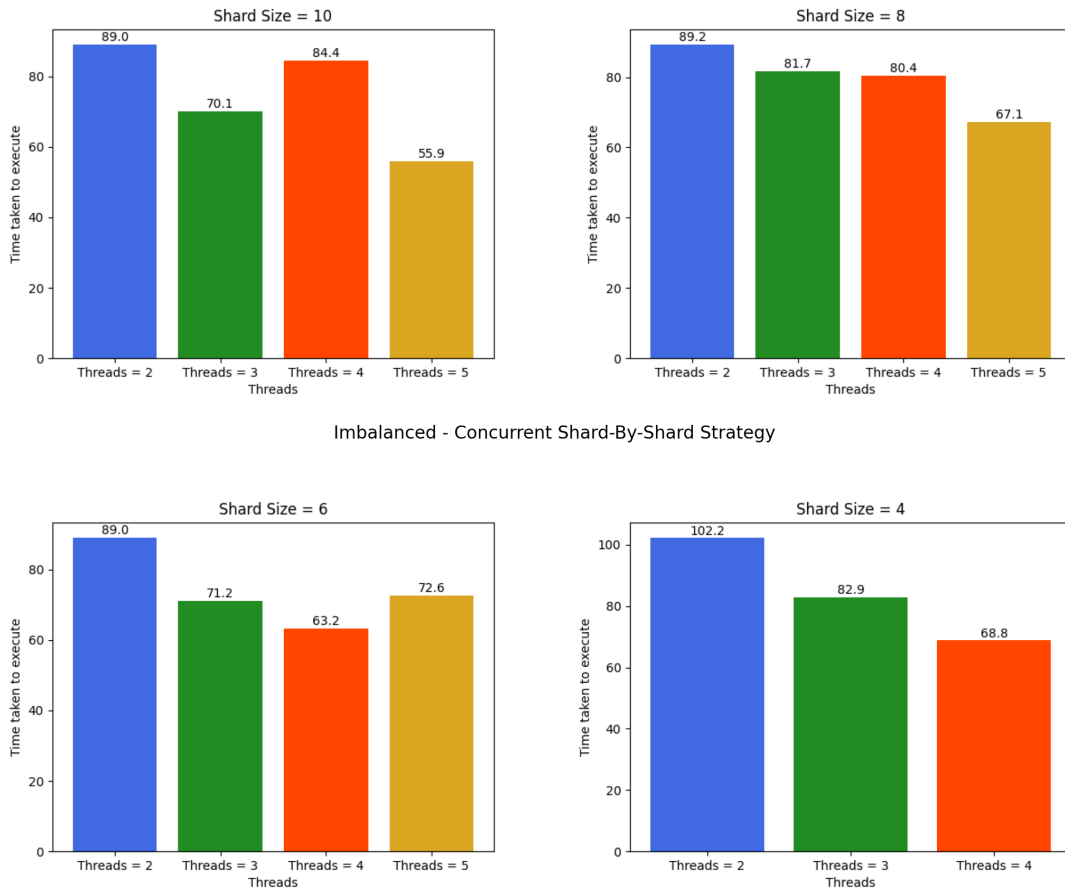 Shard Size = 10
89.0
70.1
84.4
55.9
Time taken to execute
80
60
40
20
0
Threads = 2 Threads = 3 Threads = 4 Threads = 5
Threads
Shard Size = 8
89.2
81.7
80.4
67.1
Time taken to execute
80
60
40
20
0
Threads = 2 Threads = 3 Threads = 4 Threads = 5
Threads
Imbalanced - Concurrent Shard-By-Shard Strategy
Shard Size = 6
89.0
71.2
63.2
72.6
Time taken to execute
80
60
40
20
0
Threads = 2 Threads = 3 Threads = 4 Threads = 5
Threads
Shard Size = 4
102.2
82.9
68.8
Time taken to execute
100
80
60
40
20
0
Threads = 2 Threads = 3 Threads = 4
Threads